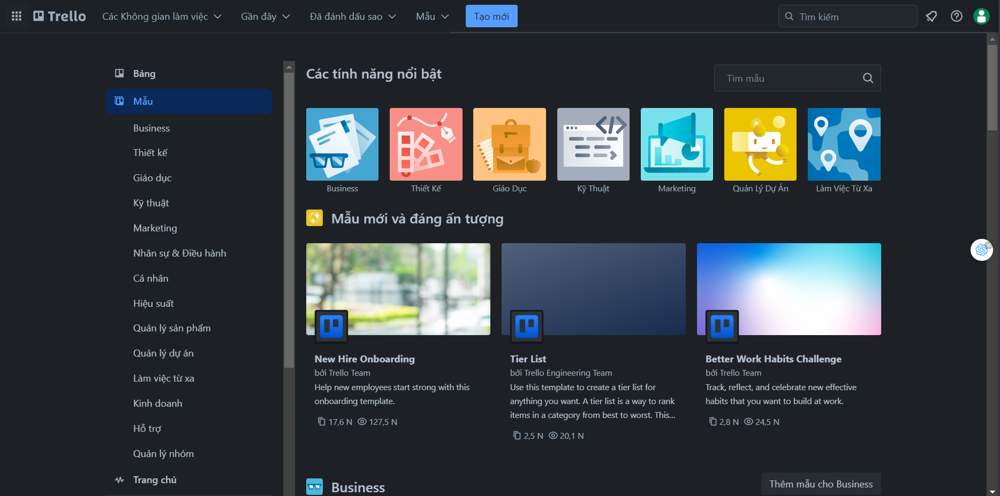 Trello
Các Không gian làm việc
Gần đây
Đã đánh dấu sao
Mẫu
Tạo mới
Tìm kiếm
Bảng
Mẫu
Business
Thiết kế
Giáo dục
Kỹ thuật
Marketing
Nhân sự & Điều hành
Cá nhân
Hiệu suất
Quản lý sản phẩm
Quản lý dự án
Làm việc từ xa
Kinh doanh
Hỗ trợ
Quản lý nhóm
Trang chủ
Các tính năng nổi bật
Tìm mẫu
Business
Thiết Kế
Giáo Dục
Kỹ Thuật
Marketing
Quản Lý Dự Án
Làm Việc Từ Xa
Mẫu mới và đáng ấn tượng
New Hire Onboarding
bởi Trello Team
Help new employees start strong with this
onboarding template.
17,6 N 127,5 N
Tier List
bởi Trello Engineering Team
Use this template to create a tier list for
anything you want. A tier list is a way to rank
items in a category from best to worst. This...
2,5 N 20,1 N
Better Work Habits Challenge
bởi Trello Team
Track, reflect, and celebrate new effective
habits that you want to build at work.
2,8 N 24,5 N
Business
Thêm mẫu cho Business